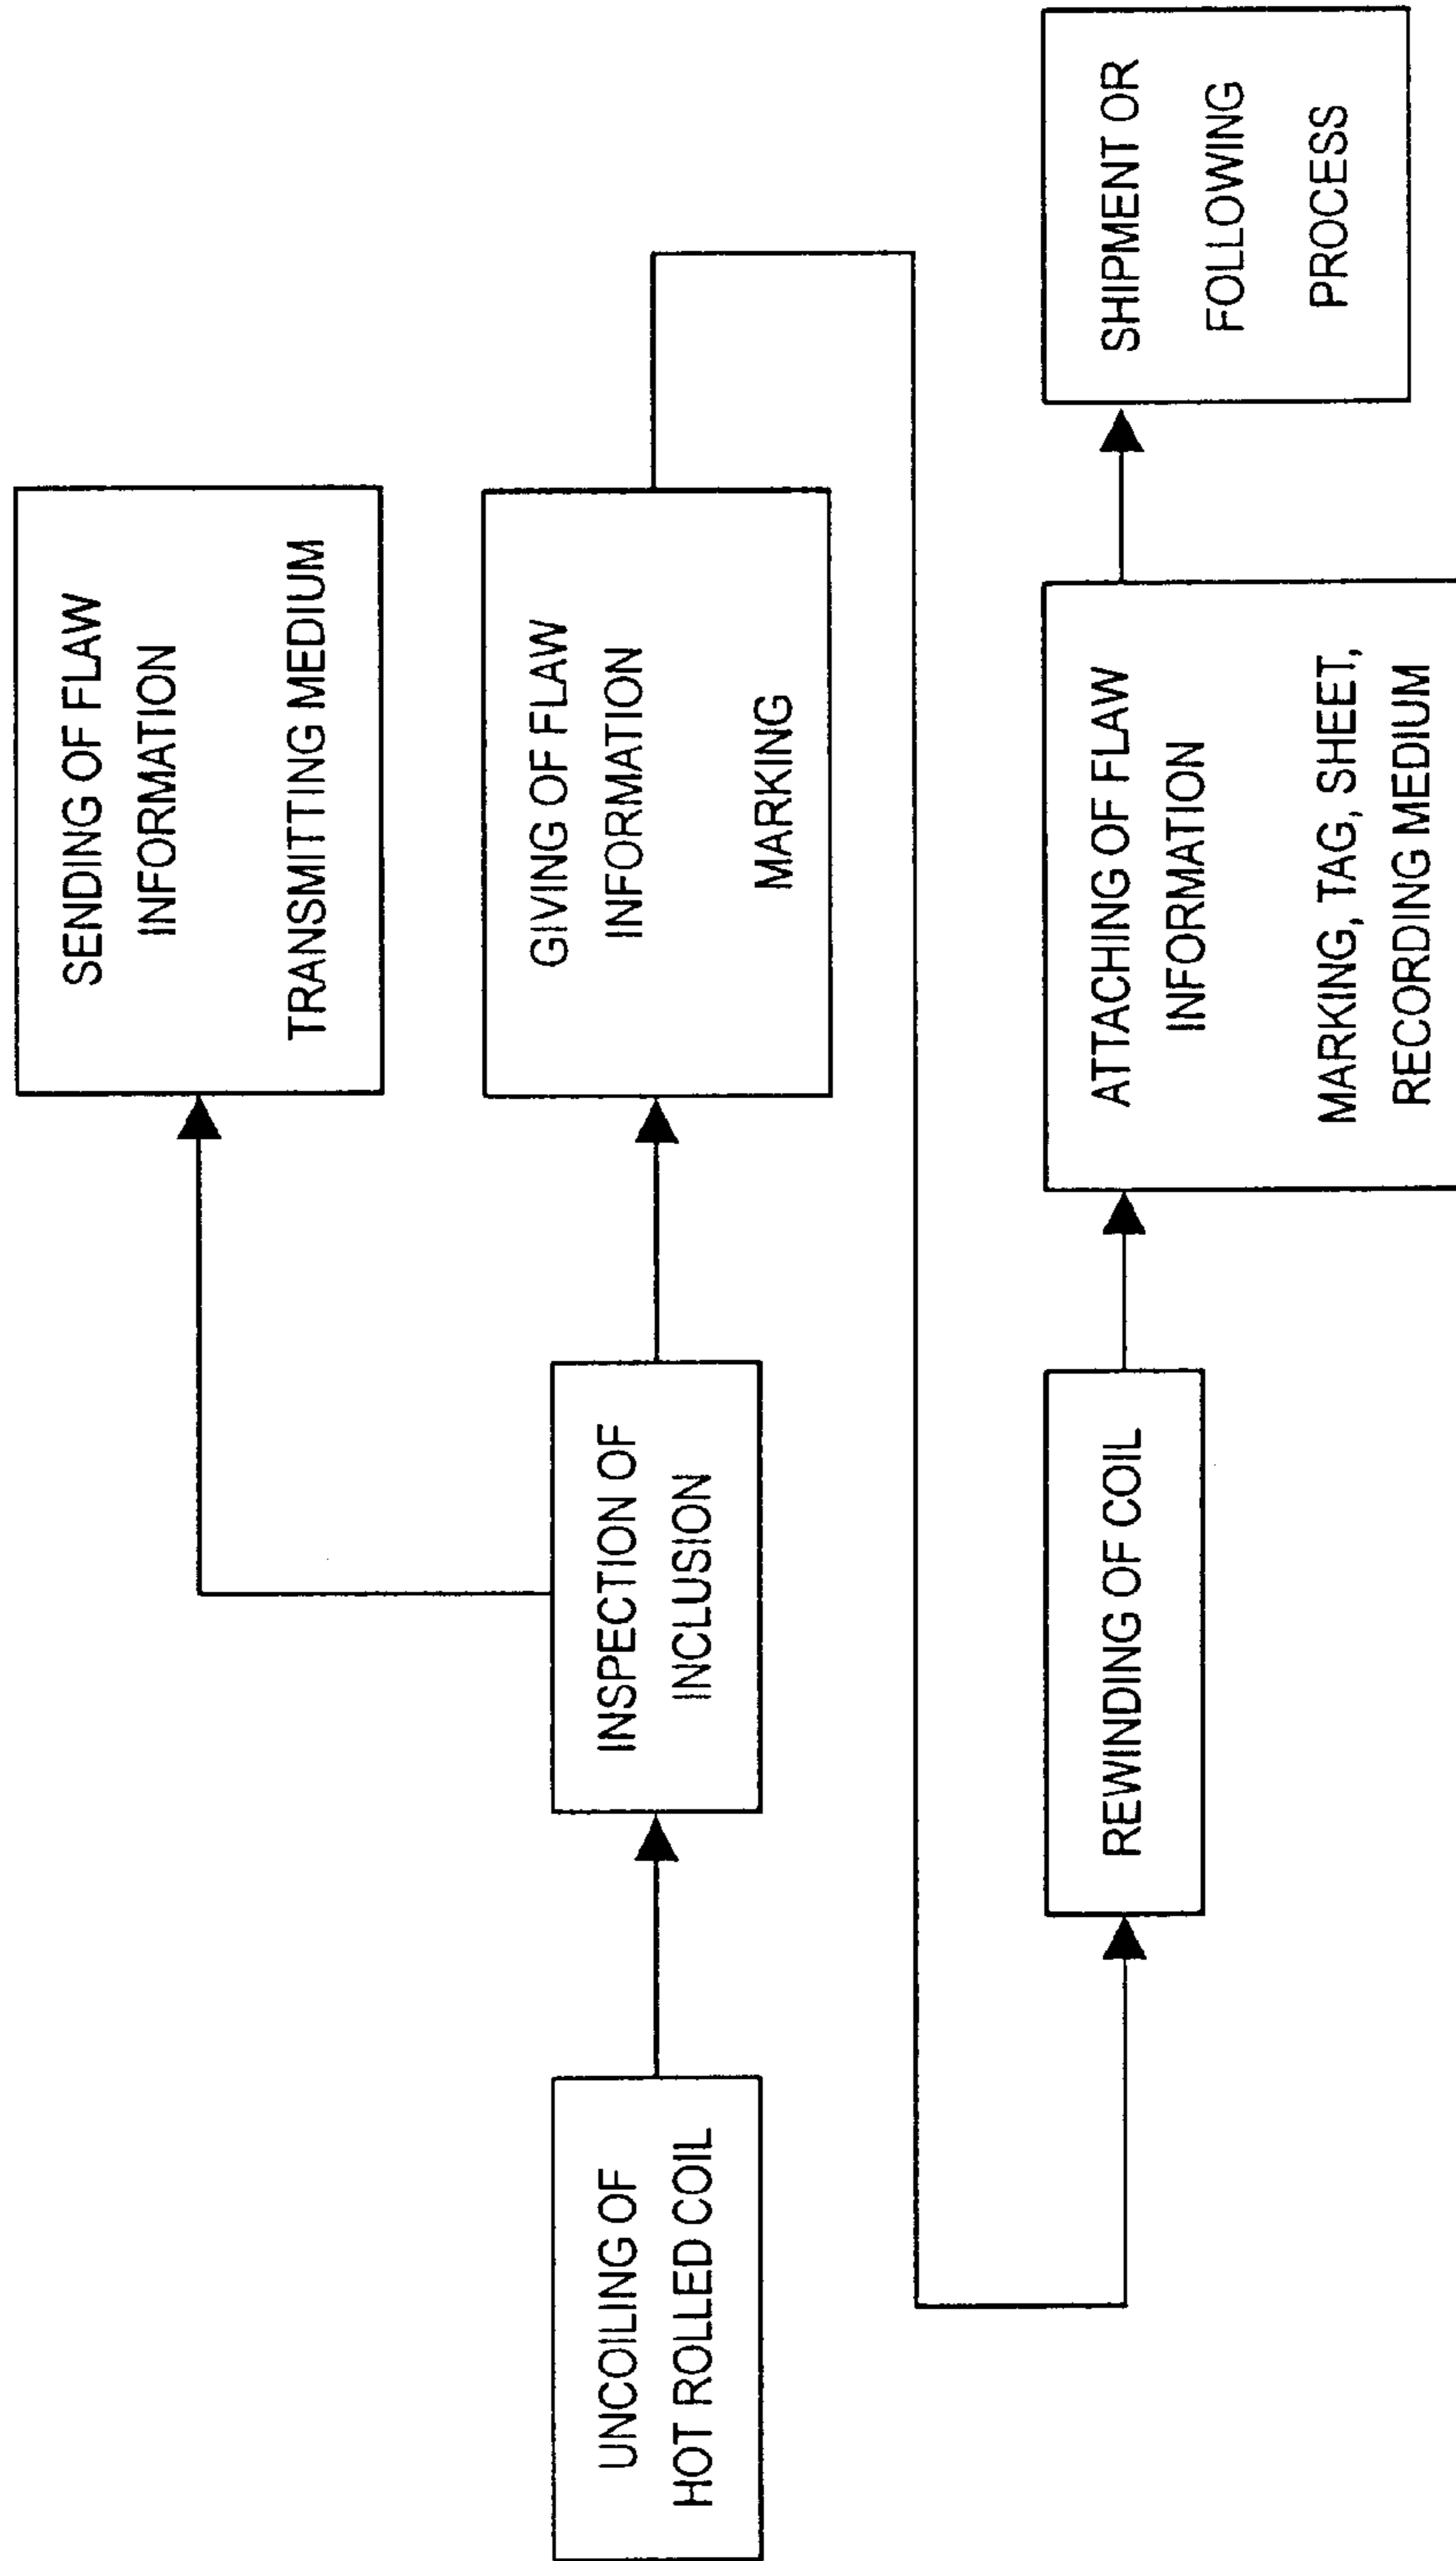 UNCOILING OF
HOT ROLLED COIL
INSPECTION OF
INCLUSION
SENDING OF FLAW
INFORMATION
TRANSMITTING MEDIUM
GIVING OF FLAW
INFORMATION
MARKING
REWINDING OF COIL
ATTACHING OF FLAW
INFORMATION
MARKING, TAG, SHEET,
RECORDING MEDIUM
SHIPMENT OR
FOLLOWING
PROCESS